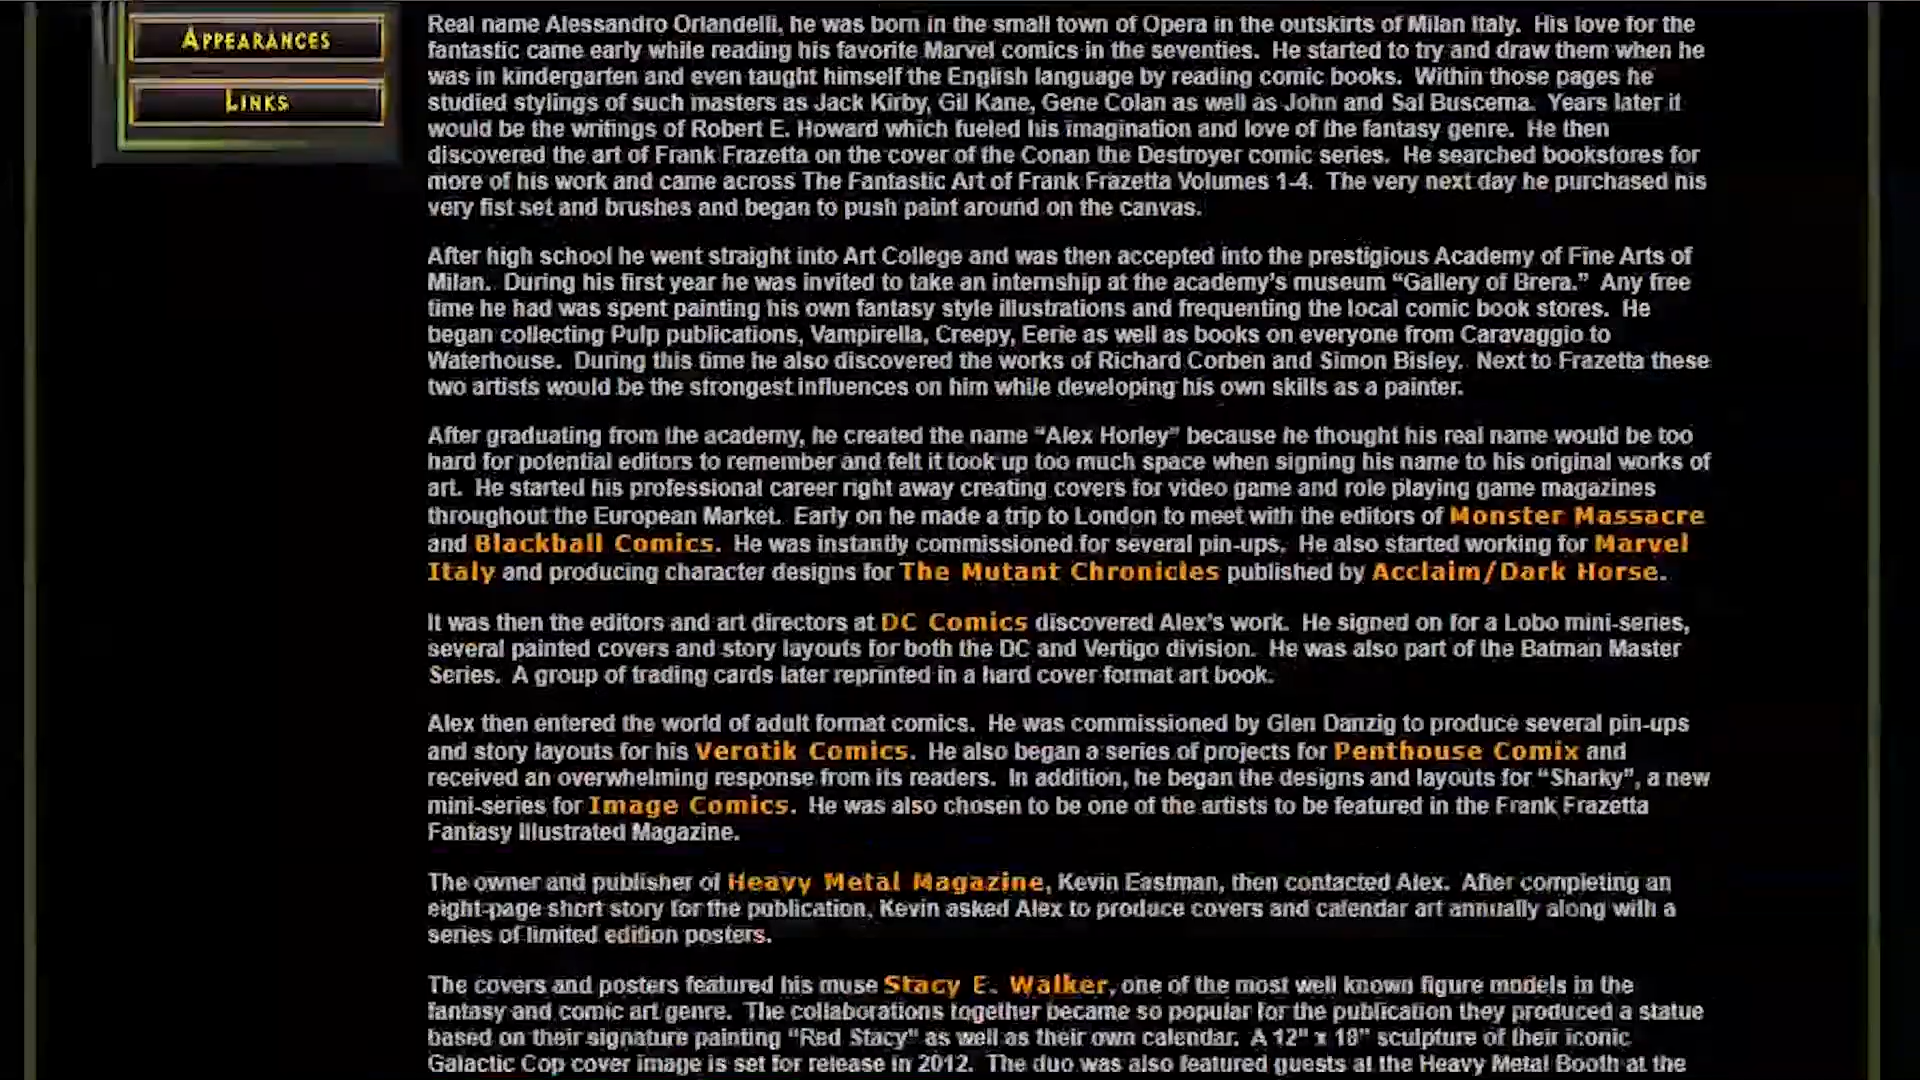 APPEARANCES
LINKS
Real name Alessandro Orlandelli, he was born in the small town of Opera in the outskirts of Milan Italy. His love for the
fantastic came early while reading his favorite Marvel comics in the seventies. He started to try and draw them when he
was in kindergarten and even taught himself the English language by reading comic books. Within those pages he
studied stylings of such masters as Jack Kirby, Gil Kane, Gene Colan as well as John and Sal Buscema. Years later it
would be the writings of Robert E. Howard which fueled his imagination and love of the fantasy genre. He then
discovered the art of Frank Frazetta on the cover of the Conan the Destroyer comic series. He searched bookstores for
more of his work and came across The Fantastic Art of Frank Frazetta Volumes 1-4. The very next day he purchased his
very fist set and brushes and began to push paint around on the canvas.
After high school he went straight into Art College and was then accepted into the prestigious Academy of Fine Arts of
Milan. During his first year he was invited to take an internship at the academy's museum “Gallery of Brera.” Any free
time he had was spent painting his own fantasy style illustrations and frequenting the local comic book stores. He
began collecting Pulp publications, Vampirella, Creepy, Eerie as well as books on everyone from Caravaggio to
Waterhouse. During this time he also discovered the works of Richard Corben and Simon Bisley. Next to Frazetta these
two artists would be the strongest influences on him while developing his own skills as a painter.
After graduating from the academy, he created the name “Alex Horley” because he thought his real name would be too
hard for potential editors to remember and felt it took up too much space when signing his name to his original works of
art. He started his professional career right away creating covers for video game and role playing game magazines
throughout the European Market. Early on he made a trip to London to meet with the editors of Monster Massacre
and Blackball Comics. He was instantly commissioned for several pin-ups. He also started working for Marvel
Italy and producing character designs for The Mutant Chronicles published by Acclaim/Dark Horse.
It was then the editors and art directors at DC Comics discovered Alex's work. He signed on for a Lobo mini-series,
several painted covers and story layouts for both the DC and Vertigo division. He was also part of the Batman Master
Series. A group of trading cards later reprinted in a hard cover format art book.
Alex then entered the world of adult format comics. He was commissioned by Glen Danzig to produce several pin-ups
and story layouts for his Verotik Comics. He also began a series of projects for Penthouse Comix and
received an overwhelming response from its readers. In addition, he began the designs and layouts for “Sharky”, a new
mini-series for Image Comics. He was also chosen to be one of the artists to be featured in the Frank Frazetta
Fantasy Illustrated Magazine.
The owner and publisher of Heavy Metal Magazine, Kevin Eastman, then contacted Alex. After completing an
eight-page short story for the publication, Kevin asked Alex to produce covers and calendar art annually along with a
series of limited edition posters.
The covers and posters featured his muse Stacy E. Walker, one of the most well known figure models in the
fantasy and comic art genre. The collaborations together became so popular for the publication they produced a statue
based on their signature painting “Red Stacy” as well as their own calendar. A 12" x 18" sculpture of their iconic
Galactic Cop cover image is set for release in 2012. The duo was also featured guests at the Heavy Metal Booth at the